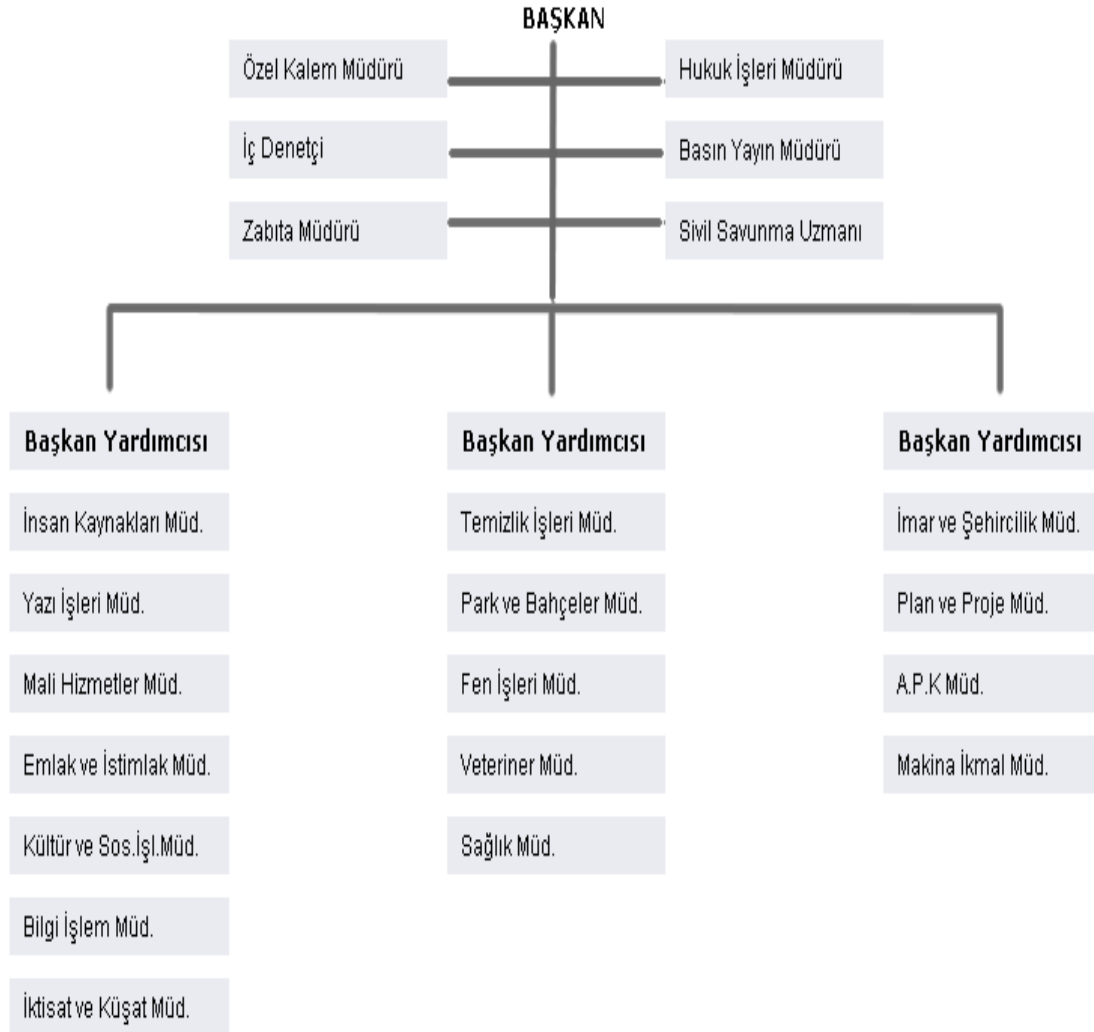 BAŞKAN
Özel Kalem Müdürü
Hukuk İşleri Müdürü
İç Denetçi
Basın Yayın Müdürü
Zabıta Müdürü
Sivil Savunma Uzmanı
Başkan Yardımcısı
İnsan Kaynakları Müd.
Yazı İşleri Müd.
Mali Hizmetler Müd.
Emlak ve İstimlak Müd.
Kültür ve Sos.İşl.Müd.
Bilgi İşlem Müd.
İktisat ve Küşat Müd.
Başkan Yardımcısı
Temizlik İşleri Müd.
Park ve Bahçeler Müd.
Fen İşleri Müd.
Veteriner Müd.
Sağlık Müd.
Başkan Yardımcısı
İmar ve Şehircilik Müd.
Plan ve Proje Müd.
A.P.K Müd.
Makina İkmal Müd.